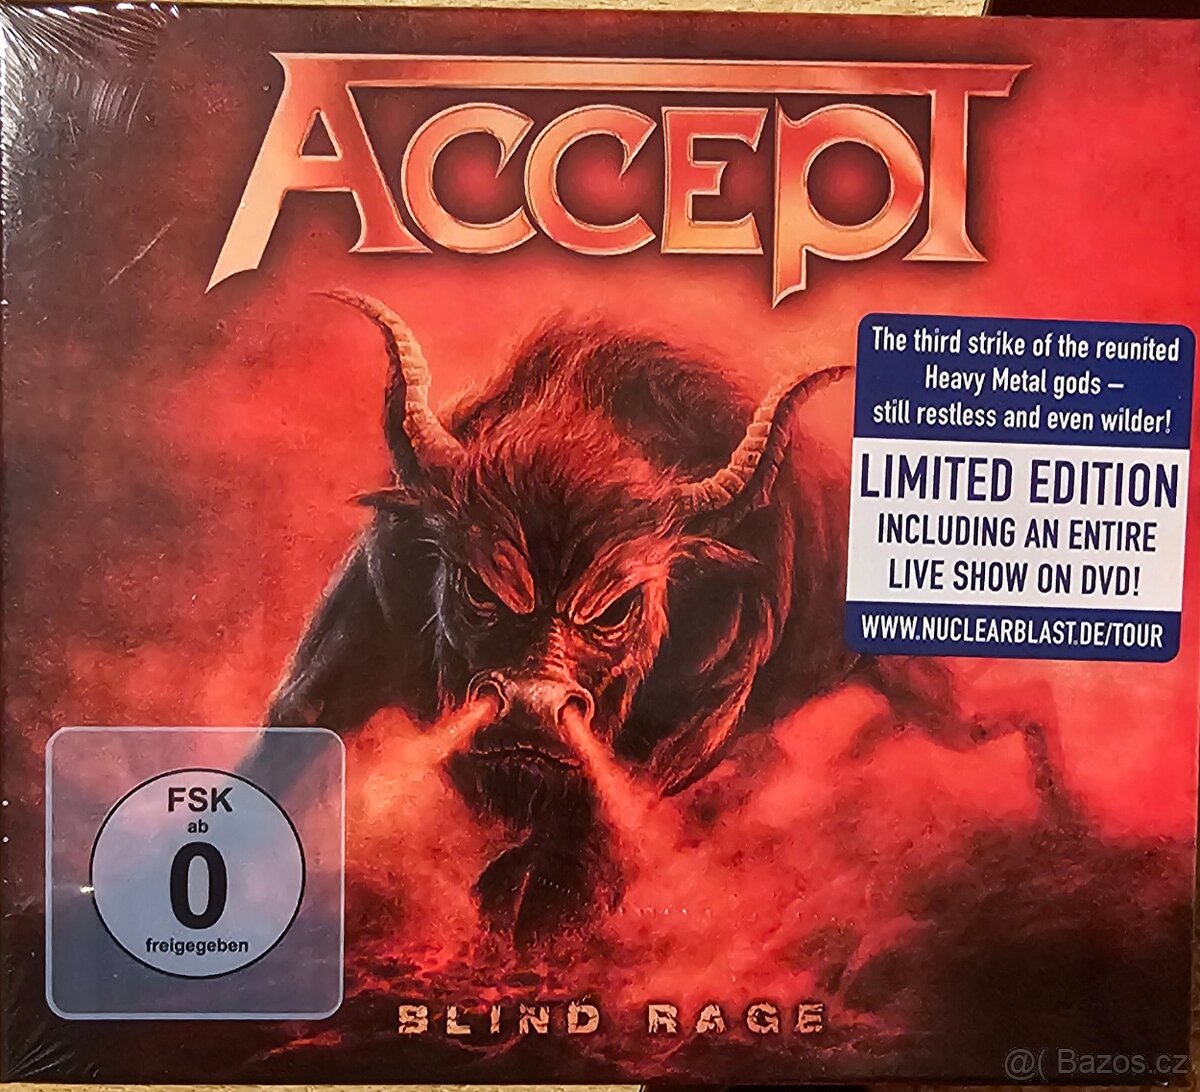 ACCEPT
The third strike of the reunited
Heavy Metal gods –
still restless and even wilder!
LIMITED EDITION
INCLUDING AN ENTIRE
LIVE SHOW ON DVD!
WWW.NUCLEARBLAST.DE/TOUR
FSK
ab
0
freigegeben
BLIND RAGE
@( Bazos.cz